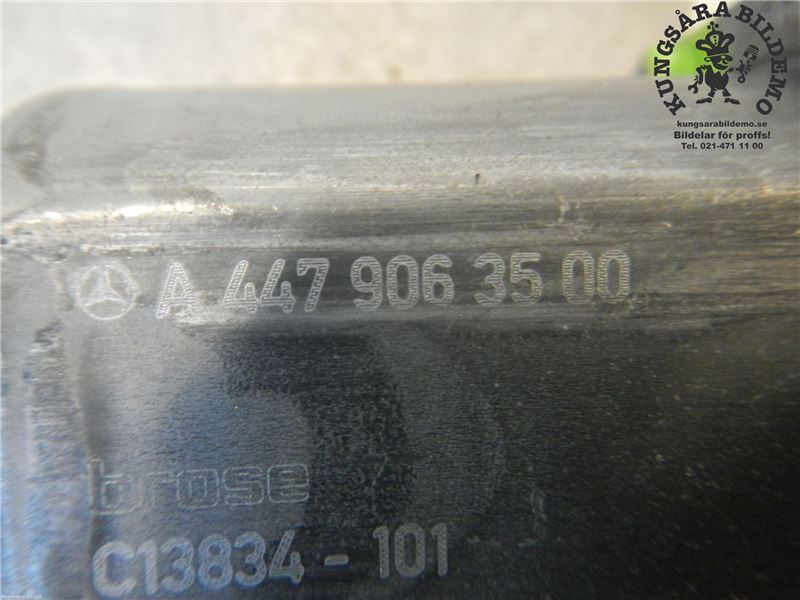 KUNGSÅRA BILDEMO
kungsarabildemo.se
Bildelar för proffs!
Tel. 021-471 11 00
A 447 906 35 00
brose
C13834 - 101